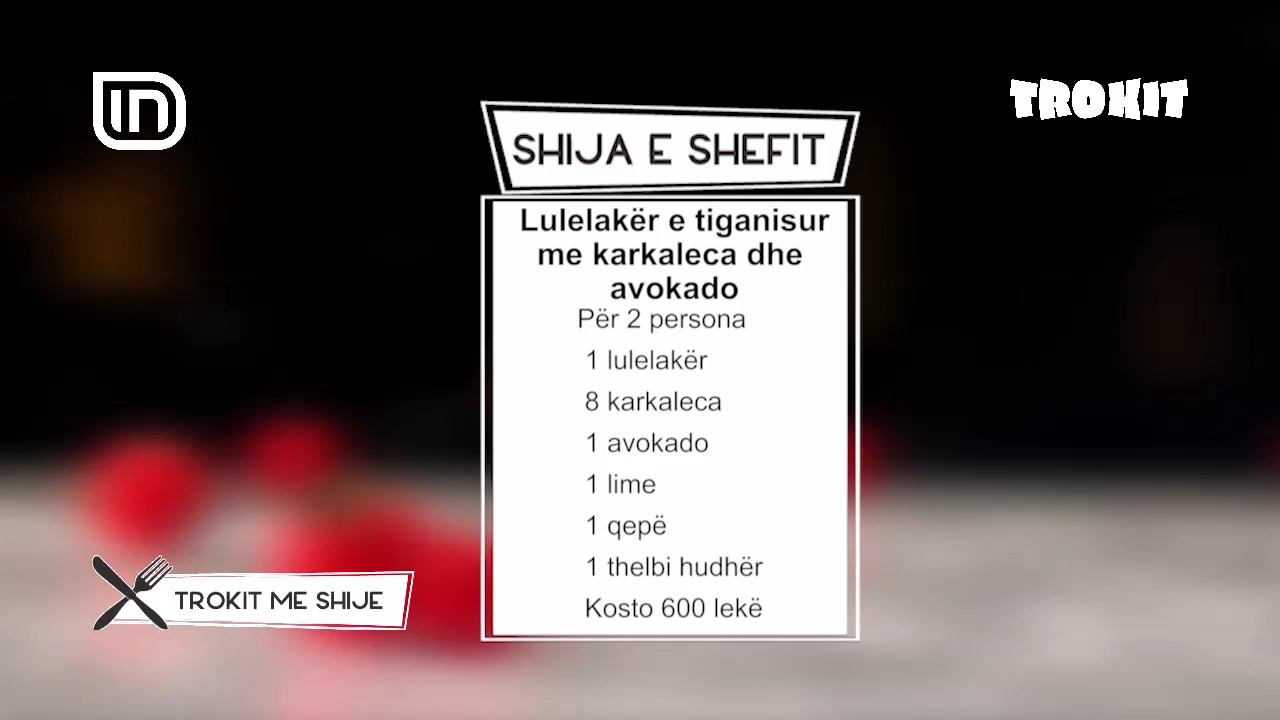 IN
TROKIT
SHIJA E SHEFIT
Lulelakër e tiganisur
me karkaleca dhe
avokado
Për 2 persona
1 lulelakër
8 karkaleca
1 avokado
1 lime
1 qepë
1 thelbi hudhër
Kosto 600 lekë
TROKIT ME SHIJE